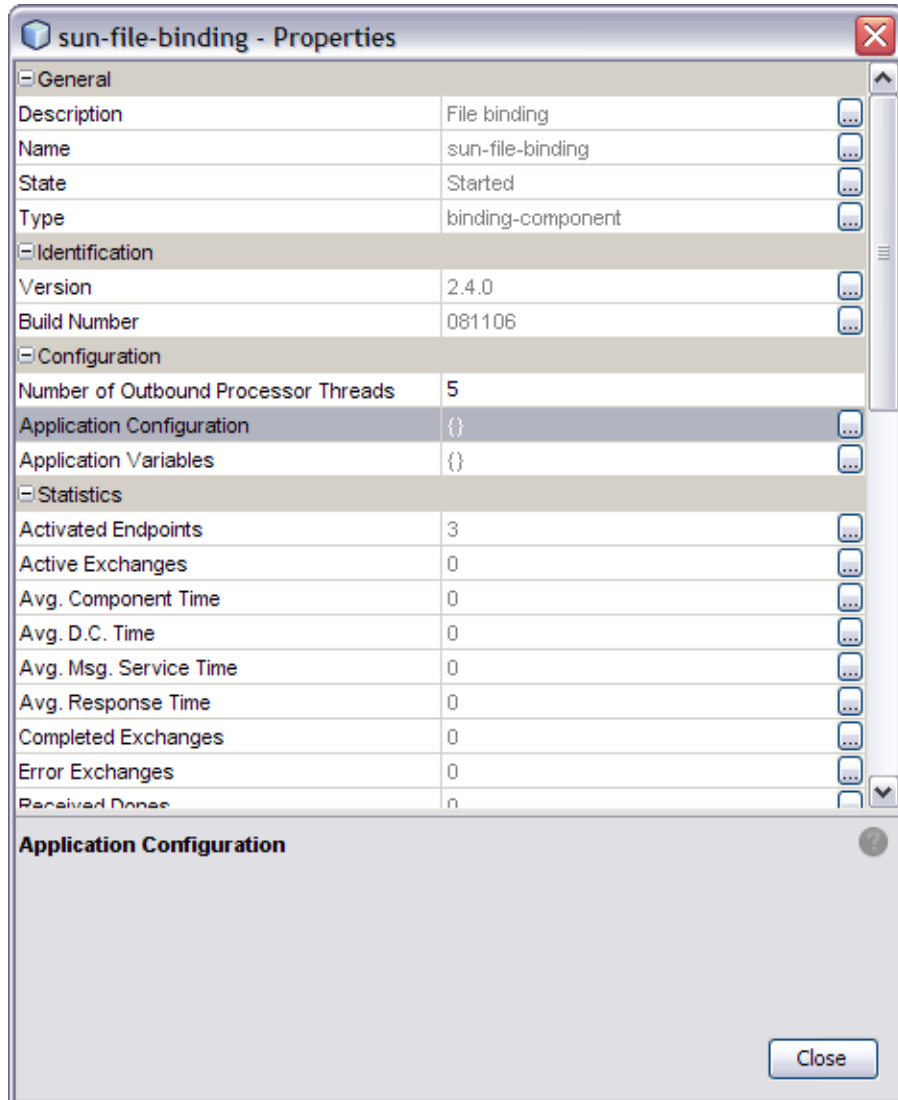 sun-file-binding - Properties
General
Description File binding ...
Name sun-file-binding ...
State Started ...
Type binding-component ...
Identification
Version 2.4.0 ...
Build Number 081106 ...
Configuration
Number of Outbound Processor Threads 5
Application Configuration {} ...
Application Variables {} ...
Statistics
Activated Endpoints 3 ...
Active Exchanges 0 ...
Avg. Component Time 0 ...
Avg. D.C. Time 0 ...
Avg. Msg. Service Time 0 ...
Avg. Response Time 0 ...
Completed Exchanges 0 ...
Error Exchanges 0 ...
Received Dones 0
Application Configuration ?
Close